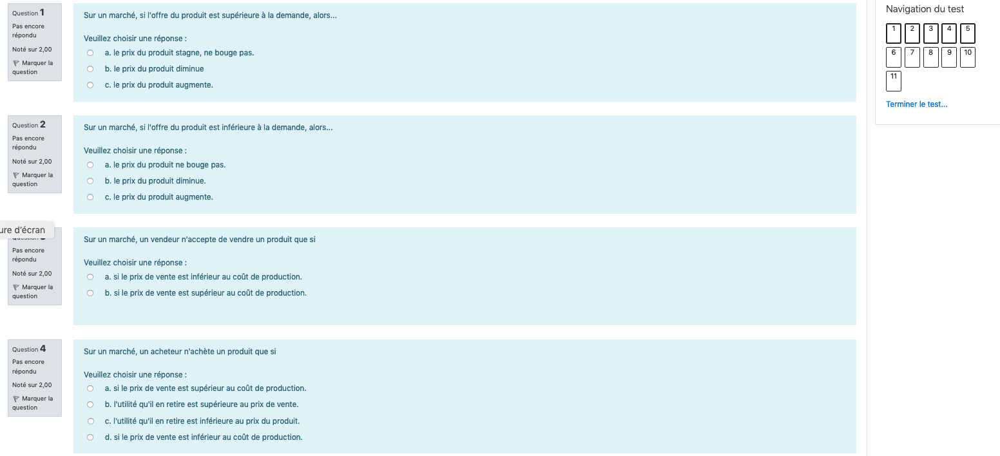 Question 1
Pas encore
répondu
Noté sur 2,00
Marquer la
question
Sur un marché, si l'offre du produit est supérieure à la demande, alors...
Veuillez choisir une réponse :
a. le prix du produit stagne, ne bouge pas.
b. le prix du produit diminue
c. le prix du produit augmente.
Question 2
Pas encore
répondu
Noté sur 2,00
Marquer la
question
Sur un marché, si l'offre du produit est inférieure à la demande, alors...
Veuillez choisir une réponse :
a. le prix du produit ne bouge pas.
b. le prix du produit diminue.
c. le prix du produit augmente.
ure d'écran
Pas encore
répondu
Noté sur 2,00
Marquer la
question
Sur un marché, un vendeur n'accepte de vendre un produit que si
Veuillez choisir une réponse :
a. si le prix de vente est inférieur au coût de production.
b. si le prix de vente est supérieur au coût de production.
Question 4
Pas encore
répondu
Noté sur 2,00
Marquer la
question
Sur un marché, un acheteur n'achète un produit que si
Veuillez choisir une réponse :
a. si le prix de vente est supérieur au coût de production.
b. l'utilité qu'il en retire est supérieure au prix de vente.
c. l'utilité qu'il en retire est inférieure au prix du produit.
d. si le prix de vente est inférieur au coût de production.
Navigation du test
1 2 3 4 5
6 7 8 9 10
11
Terminer le test...